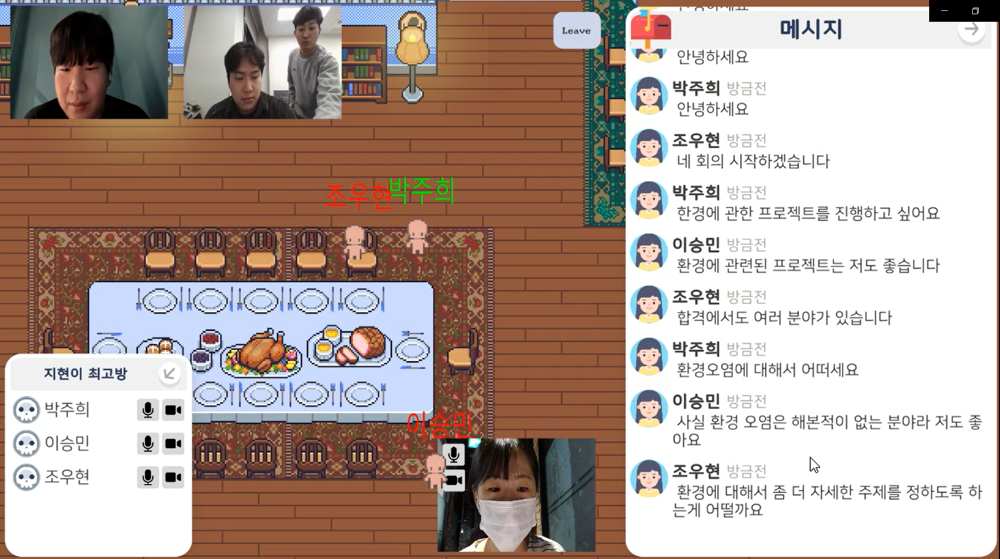 Leave
메시지
안녕하세요
안녕하세요
박주희 방금전
안녕하세요
조우현 방금전
네 회의 시작하겠습니다
박주희 방금전
한경에 관한 프로젝트를 진행하고 싶어요
이승민 방금전
환경에 관련된 프로젝트는 저도 좋습니다
조우현 방금전
합격에서도 여러 분야가 있습니다
박주희 방금전
환경오염에 대해서 어떠세요
이승민 방금전
사실 환경 오염은 해본적이 없는 분야라 저도 좋
아요
조우현 방금전
환경에 대해서 좀 더 자세한 주제를 정하도록 하
는게 어떨까요
조우현
박주희
이승민
지현이 최고방
박주희
이승민
조우현